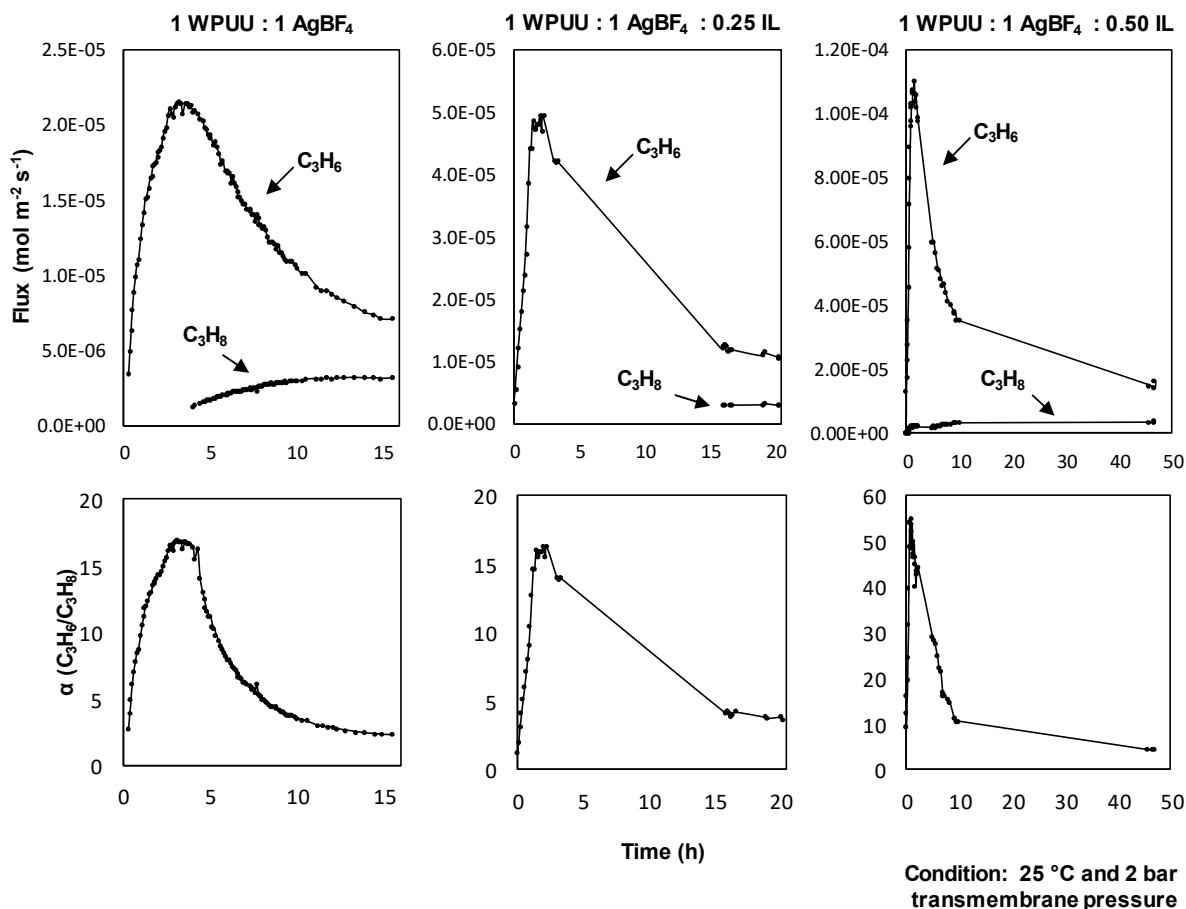 1 WPUU : 1 AgBF₄
1 WPUU : 1 AgBF₄ : 0.25 IL
1 WPUU : 1 AgBF₄ : 0.50 IL
Flux (mol m⁻² s⁻¹)
2.5E-05
2.0E-05
1.5E-05
1.0E-05
5.0E-06
0.0E+00
C₃H₆
C₃H₈
0 5 10 15
6.0E-05
5.0E-05
4.0E-05
3.0E-05
2.0E-05
1.0E-05
0.0E+00
C₃H₆
C₃H₈
0 5 10 15 20
1.20E-04
1.00E-04
8.00E-05
6.00E-05
4.00E-05
2.00E-05
0.00E+00
C₃H₆
C₃H₈
0 10 20 30 40 50
α (C₃H₆/C₃H₈)
20
15
10
5
0
0 5 10 15
20
15
10
5
0
0 5 10 15 20
60
50
40
30
20
10
0
0 10 20 30 40 50
Time (h)
Condition: 25 °C and 2 bar
transmembrane pressure